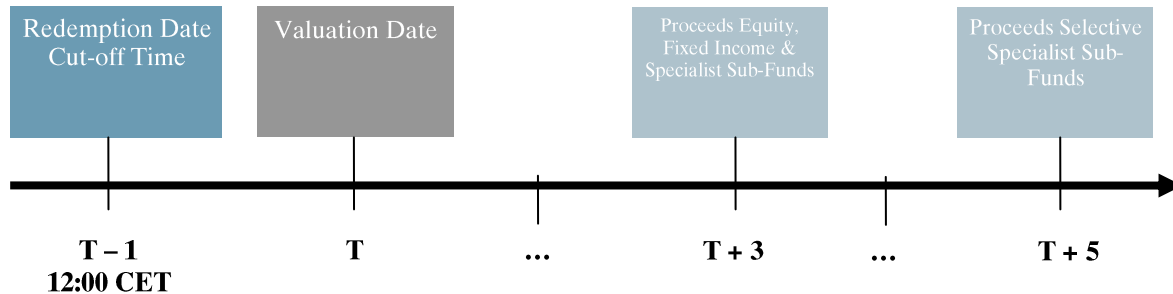 Redemption Date
Cut-off Time
Valuation Date
Proceeds Equity,
Fixed Income &
Specialist Sub-Funds
Proceeds Selective
Specialist Sub-
Funds
T – 1
12:00 CET
T
...
T + 3
...
T + 5